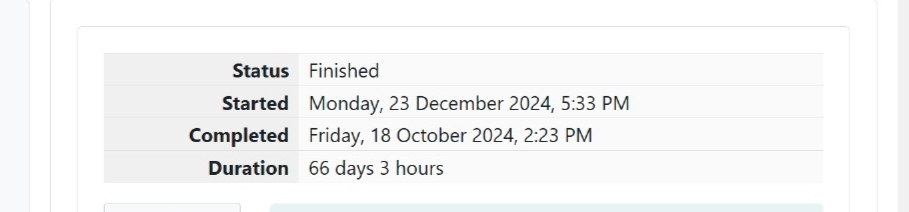 Status Finished
Started Monday, 23 December 2024, 5:33 PM
Completed Friday, 18 October 2024, 2:23 PM
Duration 66 days 3 hours